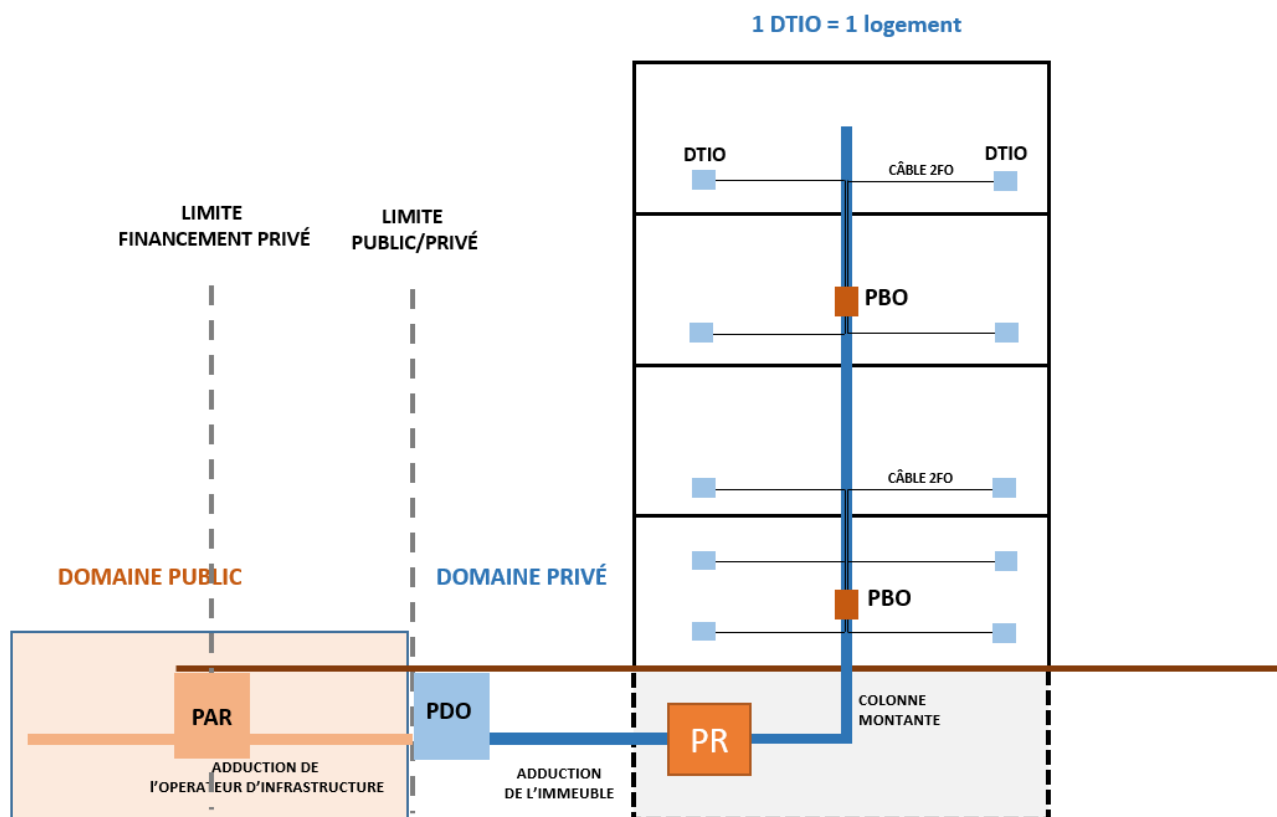 1 DTIO = 1 logement
DTIO
DTIO
CÂBLE 2FO
LIMITE
FINANCEMENT PRIVÉ
LIMITE
PUBLIC/PRIVÉ
PBO
CÂBLE 2FO
DOMAINE PUBLIC
DOMAINE PRIVÉ
PBO
PAR
PDO
PR
COLONNE
MONTANTE
ADDUCTION DE
l'OPERATEUR D'INFRASTRUCTURE
ADDUCTION
DE L'IMMEUBLE